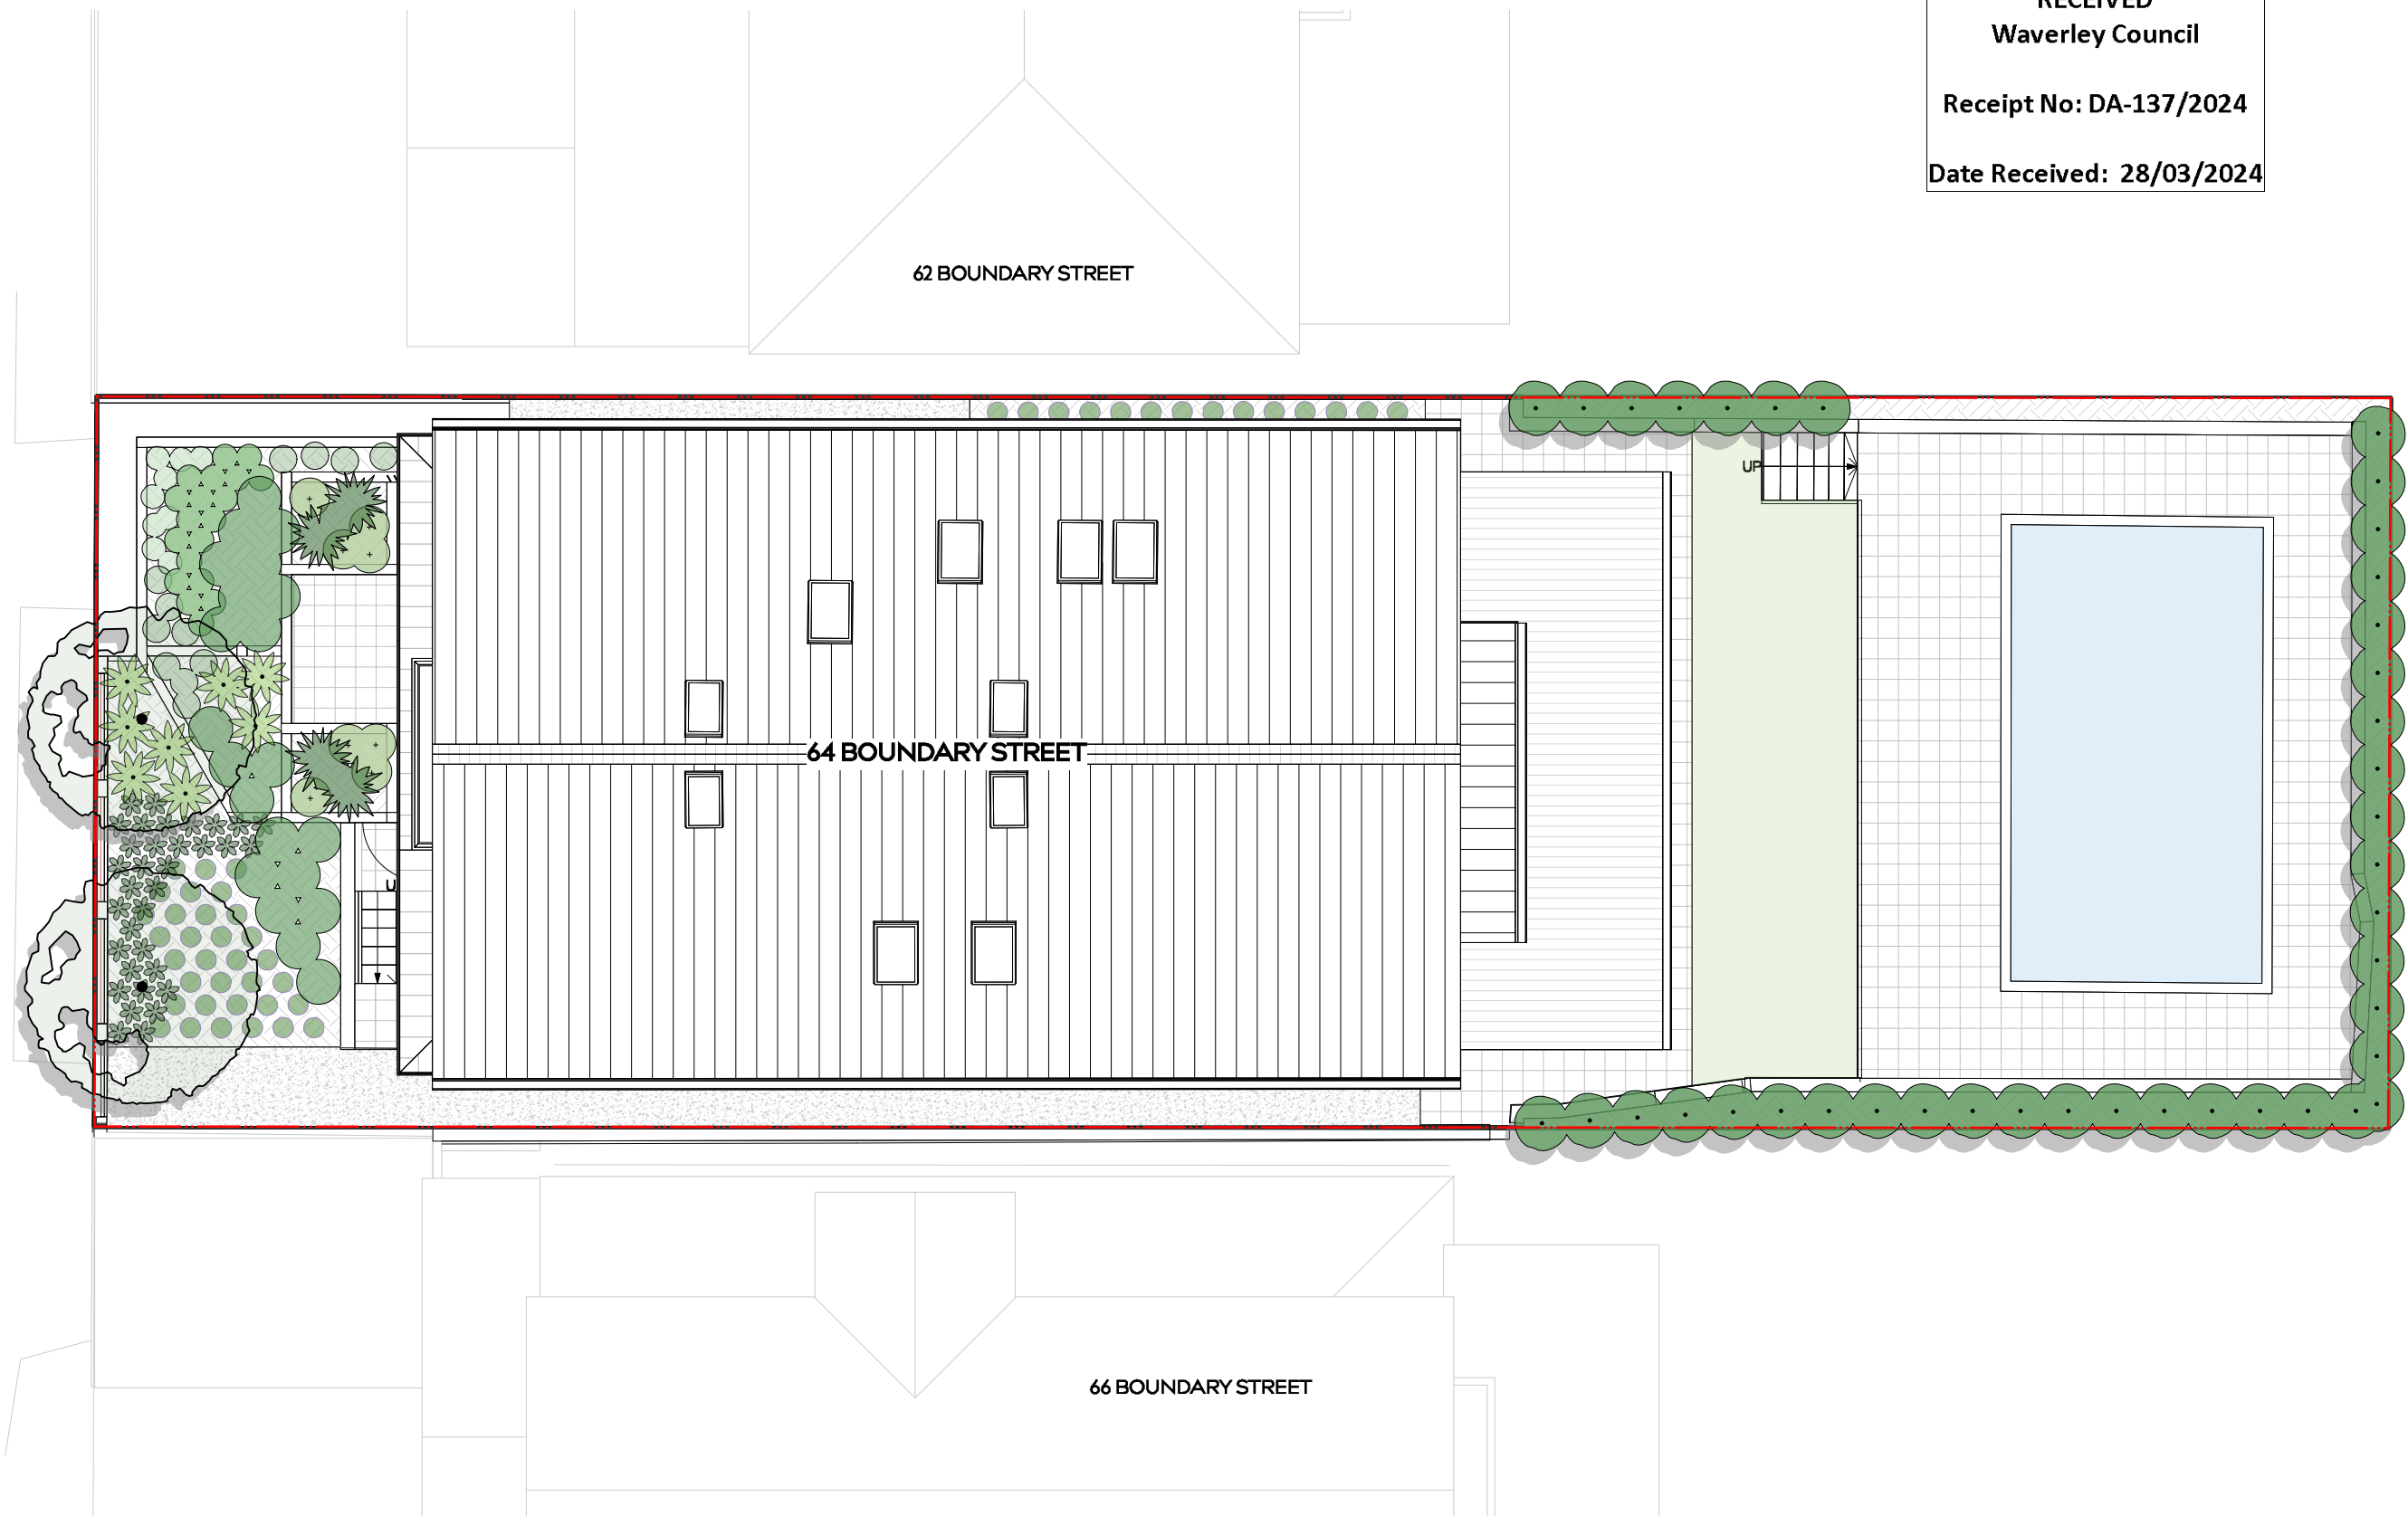 RECEIVED
Waverley Council
Receipt No: DA-137/2024
Date Received: 28/03/2024
62 BOUNDARY STREET
UP
64 BOUNDARY STREET
66 BOUNDARY STREET